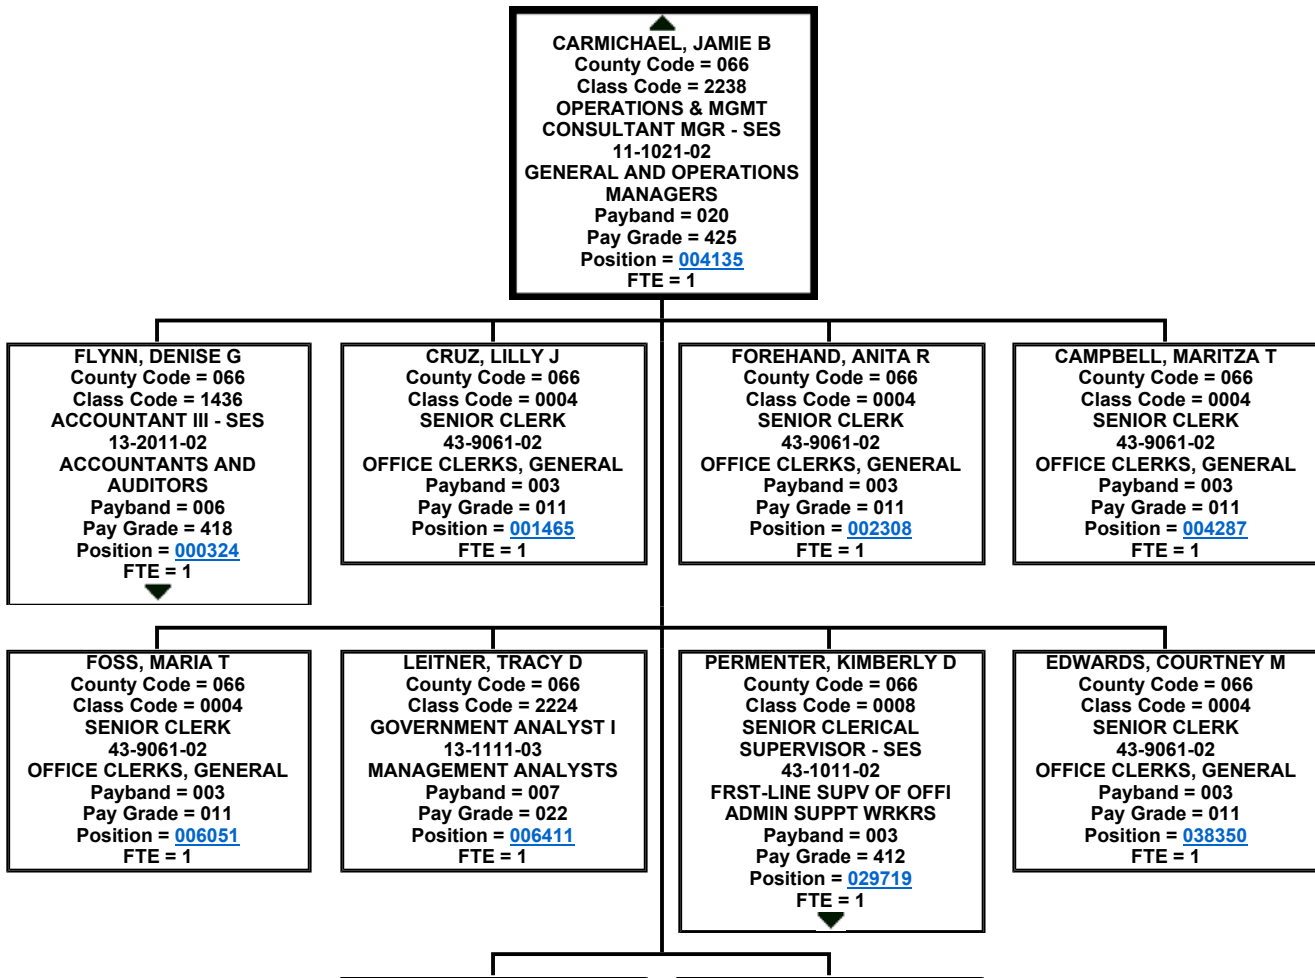 CARMICHAEL, JAMIE B
County Code = 066
Class Code = 2238
OPERATIONS & MGMT
CONSULTANT MGR - SES
11-1021-02
GENERAL AND OPERATIONS
MANAGERS
Payband = 020
Pay Grade = 425
Position = 004135
FTE = 1
FLYNN, DENISE G
County Code = 066
Class Code = 1436
ACCOUNTANT III - SES
13-2011-02
ACCOUNTANTS AND
AUDITORS
Payband = 006
Pay Grade = 418
Position = 000324
FTE = 1
CRUZ, LILLY J
County Code = 066
Class Code = 0004
SENIOR CLERK
43-9061-02
OFFICE CLERKS, GENERAL
Payband = 003
Pay Grade = 011
Position = 001465
FTE = 1
FOREHAND, ANITA R
County Code = 066
Class Code = 0004
SENIOR CLERK
43-9061-02
OFFICE CLERKS, GENERAL
Payband = 003
Pay Grade = 011
Position = 002308
FTE = 1
CAMPBELL, MARITZA T
County Code = 066
Class Code = 0004
SENIOR CLERK
43-9061-02
OFFICE CLERKS, GENERAL
Payband = 003
Pay Grade = 011
Position = 004287
FTE = 1
FOSS, MARIA T
County Code = 066
Class Code = 0004
SENIOR CLERK
43-9061-02
OFFICE CLERKS, GENERAL
Payband = 003
Pay Grade = 011
Position = 006051
FTE = 1
LEITNER, TRACY D
County Code = 066
Class Code = 2224
GOVERNMENT ANALYST I
13-1111-03
MANAGEMENT ANALYSTS
Payband = 007
Pay Grade = 022
Position = 006411
FTE = 1
PERMENTER, KIMBERLY D
County Code = 066
Class Code = 0008
SENIOR CLERICAL
SUPERVISOR - SES
43-1011-02
FRST-LINE SUPV OF OFFI
ADMIN SUPPT WRKRS
Payband = 003
Pay Grade = 412
Position = 029719
FTE = 1
EDWARDS, COURTNEY M
County Code = 066
Class Code = 0004
SENIOR CLERK
43-9061-02
OFFICE CLERKS, GENERAL
Payband = 003
Pay Grade = 011
Position = 038350
FTE = 1